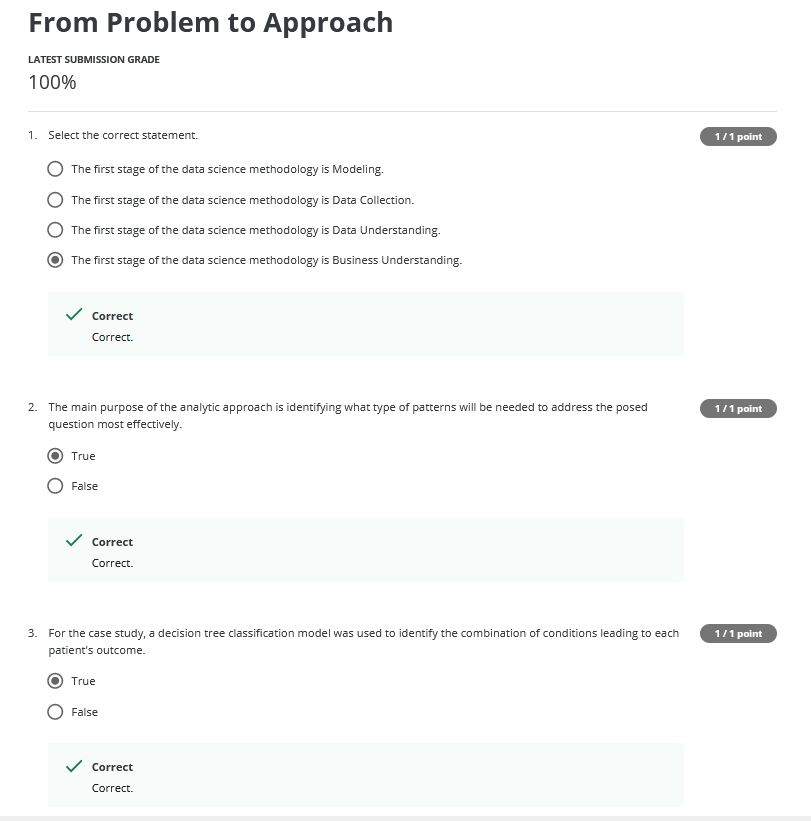 From Problem to Approach
LATEST SUBMISSION GRADE
100%
1. Select the correct statement.
1 / 1 point
The first stage of the data science methodology is Modeling.
The first stage of the data science methodology is Data Collection.
The first stage of the data science methodology is Data Understanding.
The first stage of the data science methodology is Business Understanding.
Correct
Correct.
2. The main purpose of the analytic approach is identifying what type of patterns will be needed to address the posed
question most effectively.
1 / 1 point
True
False
Correct
Correct.
3. For the case study, a decision tree classification model was used to identify the combination of conditions leading to each
patient's outcome.
1 / 1 point
True
False
Correct
Correct.